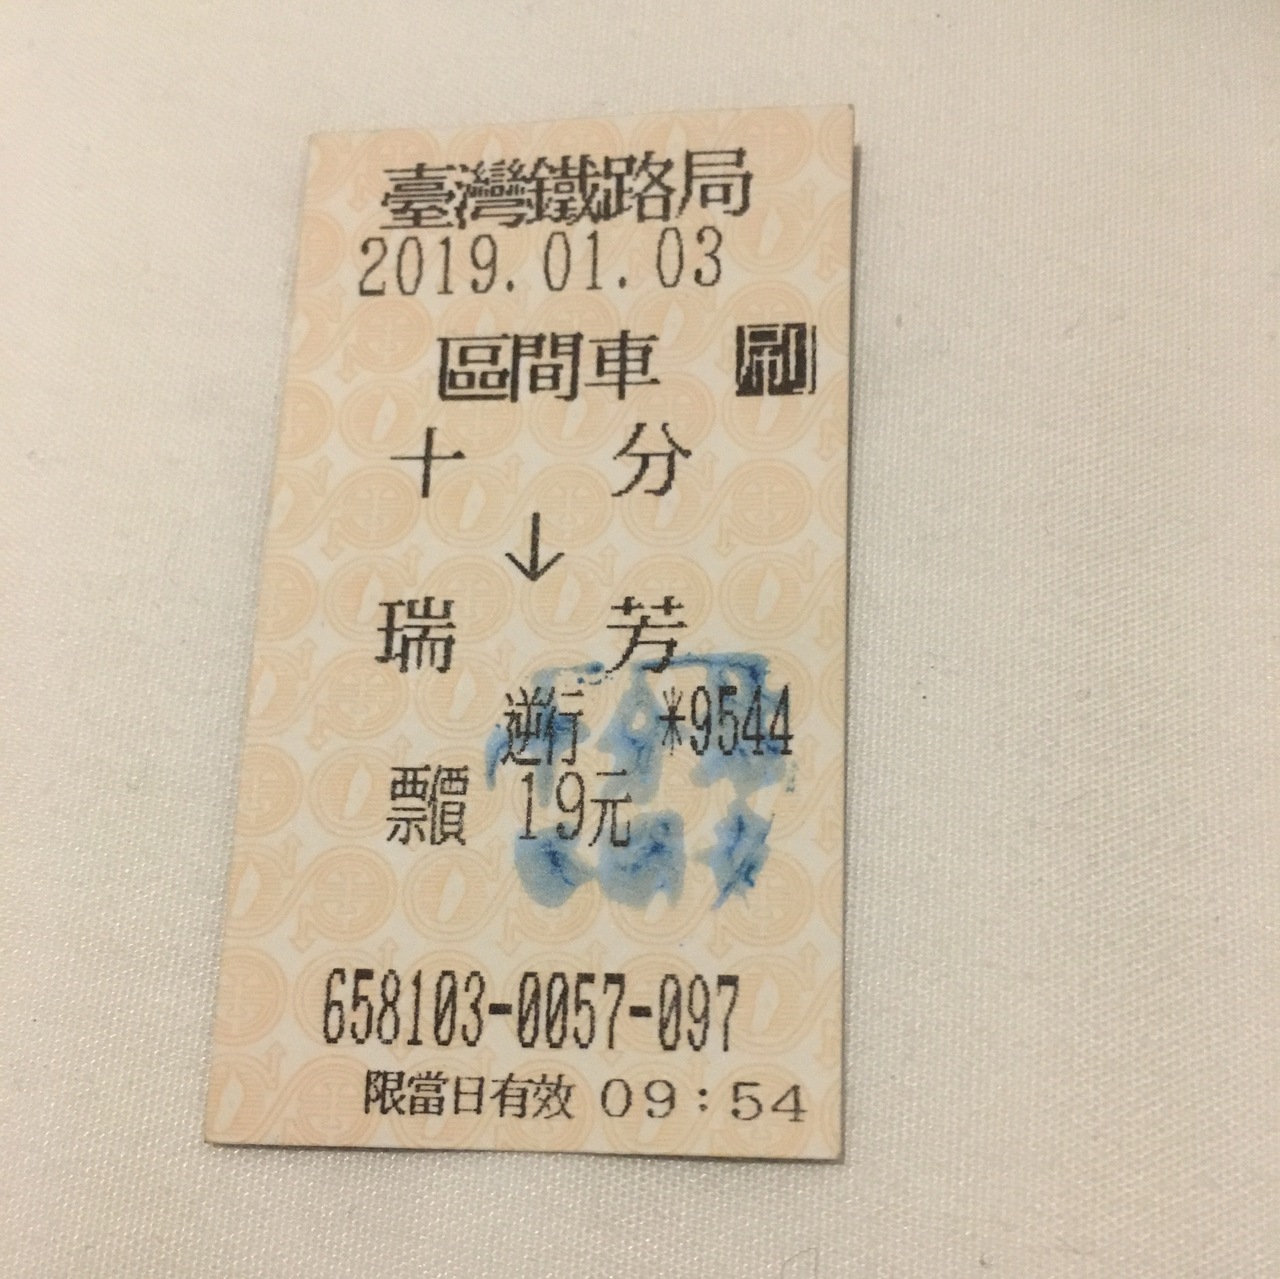 臺灣鐵路局
2019.01.03
區間車 刷
十 分
↓
瑞 芳
逆行 *9544
票價 19元
658103-0057-097
限當日有效 09:54